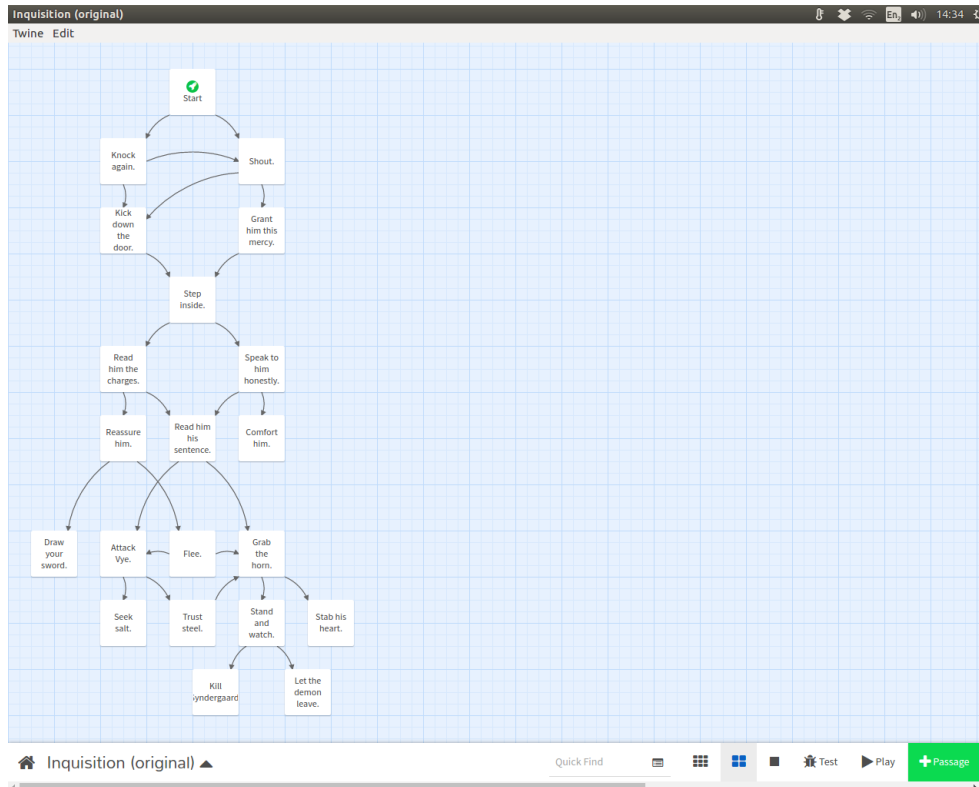 Inquisition (original)
En2
14:34
Twine Edit
Start
Knock
again.
Shout.
Kick
down
the
door.
Grant
him this
mercy.
Step
inside.
Read
him the
charges.
Speak to
him
honestly.
Reassure
him.
Read him
his
sentence.
Comfort
him.
Draw
your
sword.
Attack
Vye.
Flee.
Grab
the
horn.
Seek
salt.
Trust
steel.
Stand
and
watch.
Stab his
heart.
Kill
Let the
demon
leave.
Inquisition (original)
Quick Find
Test
Play
Passage